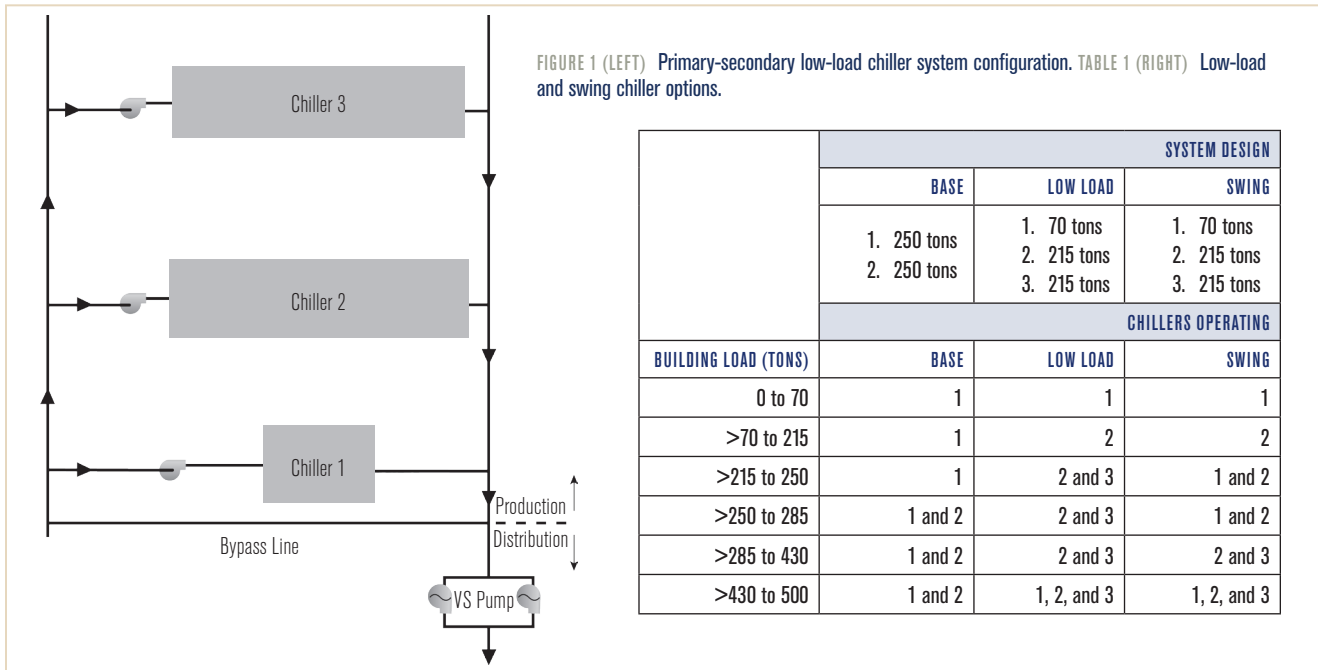 FIGURE 1 (LEFT) Primary-secondary low-load chiller system configuration. TABLE 1 (RIGHT) Low-load
and swing chiller options.
Chiller 3
Chiller 2
Chiller 1
Production
Distribution
Bypass Line
VS Pump
SYSTEM DESIGN
BASE LOW LOAD SWING
1. 250 tons
2. 250 tons
1. 70 tons
2. 215 tons
3. 215 tons
1. 70 tons
2. 215 tons
3. 215 tons
CHILLERS OPERATING
BUILDING LOAD (TONS) BASE LOW LOAD SWING
0 to 70 1 1 1
>70 to 215 1 2 2
>215 to 250 1 2 and 3 1 and 2
>250 to 285 1 and 2 2 and 3 1 and 2
>285 to 430 1 and 2 2 and 3 2 and 3
>430 to 500 1 and 2 1, 2, and 3 1, 2, and 3